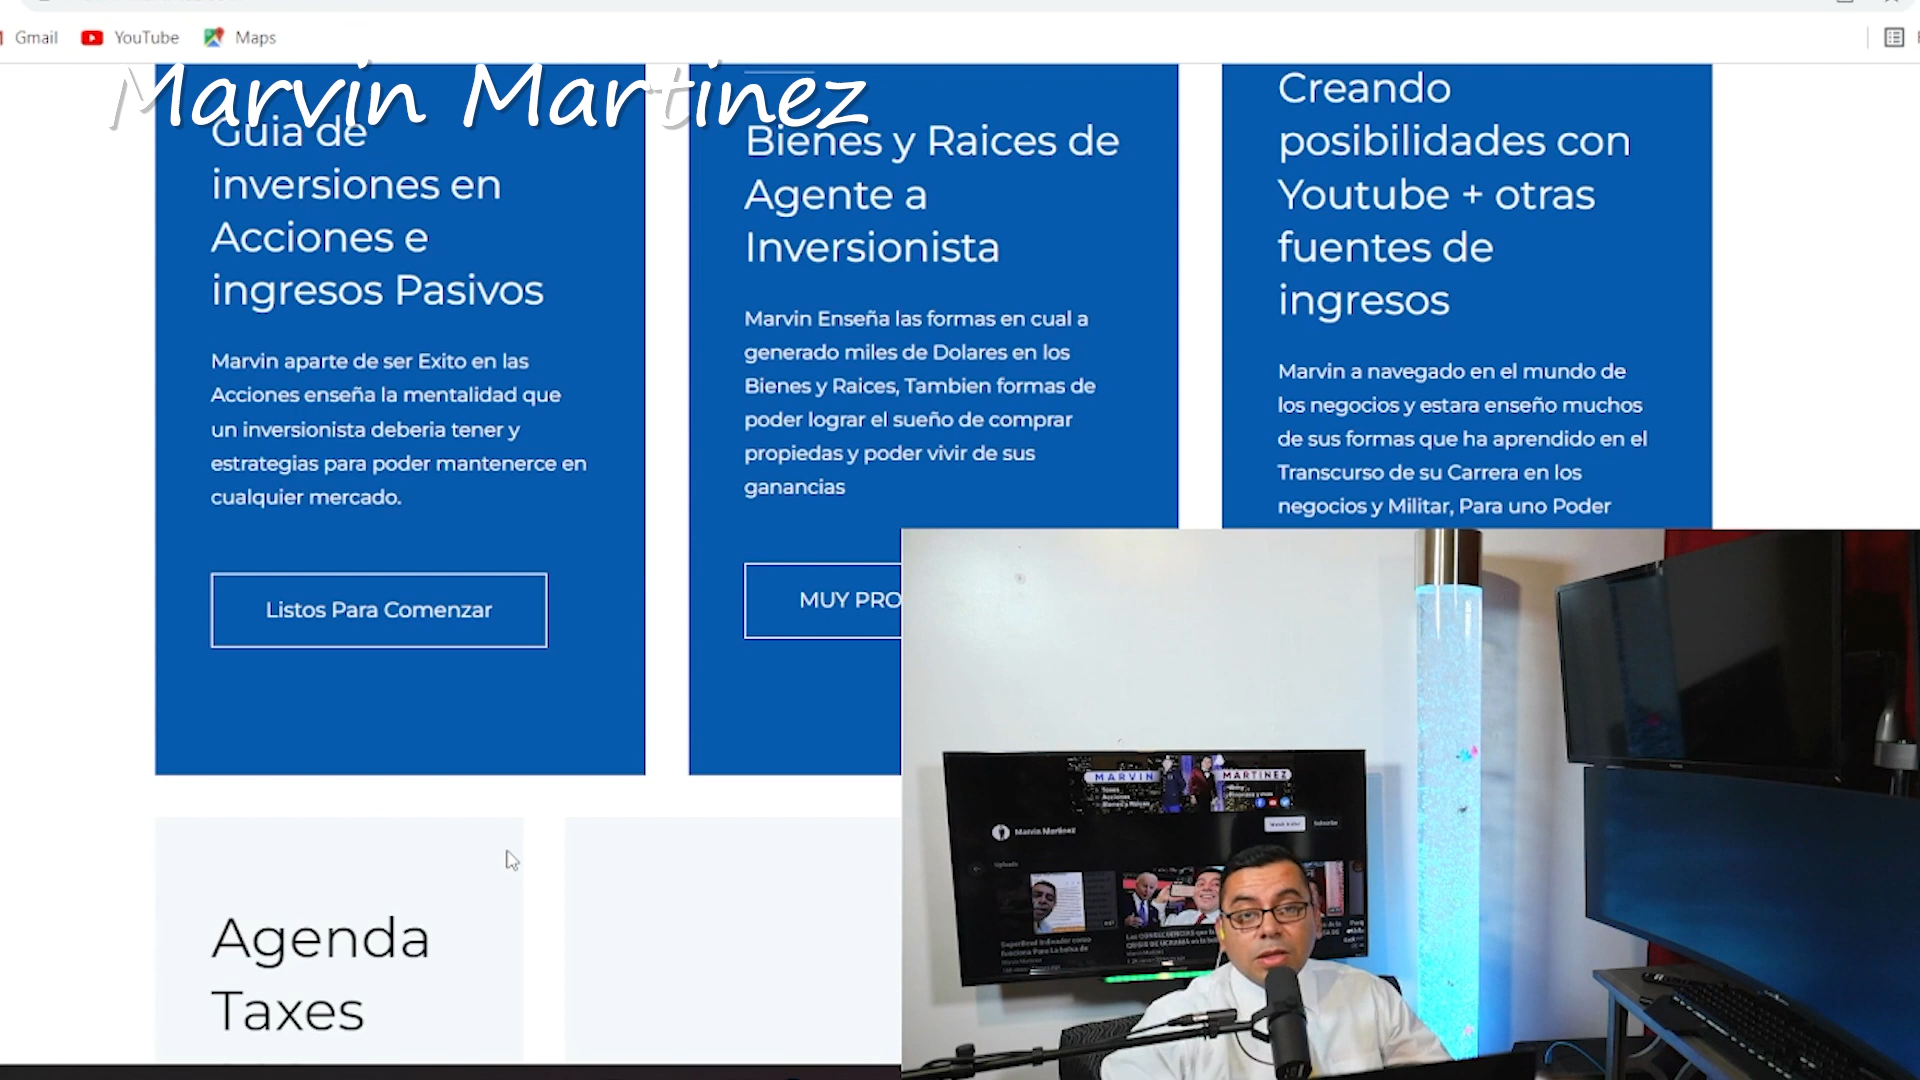 Gmail
YouTube
Maps
Marvin Martinez
Guia de
inversiones en
Acciones e
ingresos Pasivos
Marvin aparte de ser Exito en las
Acciones enseña la mentalidad que
un inversionista deberia tener y
estrategias para poder mantenerce en
cualquier mercado.
Listos Para Comenzar
Bienes y Raices de
Agente a
Inversionista
Marvin Enseña las formas en cual a
generado miles de Dolares en los
Bienes y Raices, Tambien formas de
poder lograr el sueño de comprar
propiedas y poder vivir de sus
ganancias
MUY PRO
Creando
posibilidades con
Youtube + otras
fuentes de
ingresos
Marvin a navegado en el mundo de
los negocios y estara enseño muchos
de sus formas que ha aprendido en el
Transcurso de su Carrera en los
negocios y Militar, Para uno Poder
Agenda
Taxes
MARVIN MARTINEZ
Taxes
Acciones
Bienes y Raices
Marvin Martinez
Subscribe
Uploads